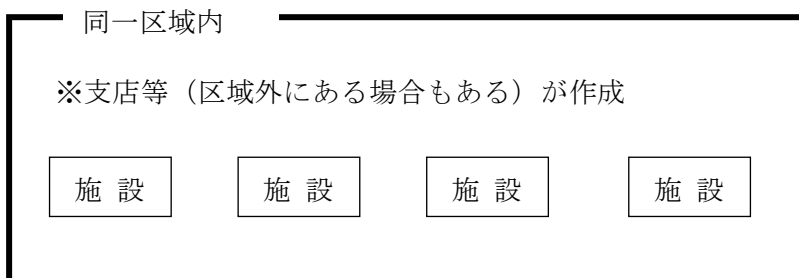 同一区域内
※支店等（区域外にある場合もある）が作成
施 設 施 設 施 設 施 設